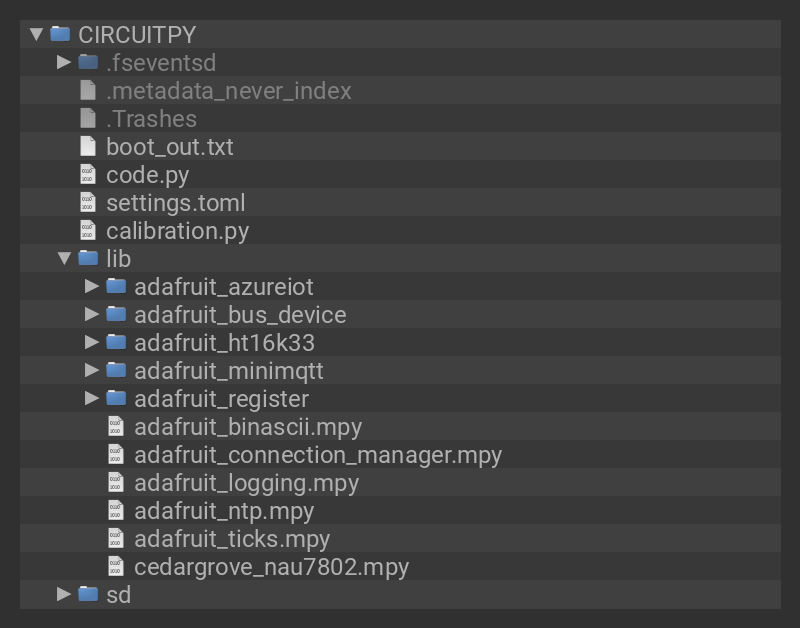 CIRCUITPY
.fseventsd
.metadata_never_index
.Trashes
boot_out.txt
code.py
settings.toml
calibration.py
lib
adafruit_azureiot
adafruit_bus_device
adafruit_ht16k33
adafruit_minimqtt
adafruit_register
adafruit_binascii.mpy
adafruit_connection_manager.mpy
adafruit_logging.mpy
adafruit_ntp.mpy
adafruit_ticks.mpy
cedargrove_nau7802.mpy
sd